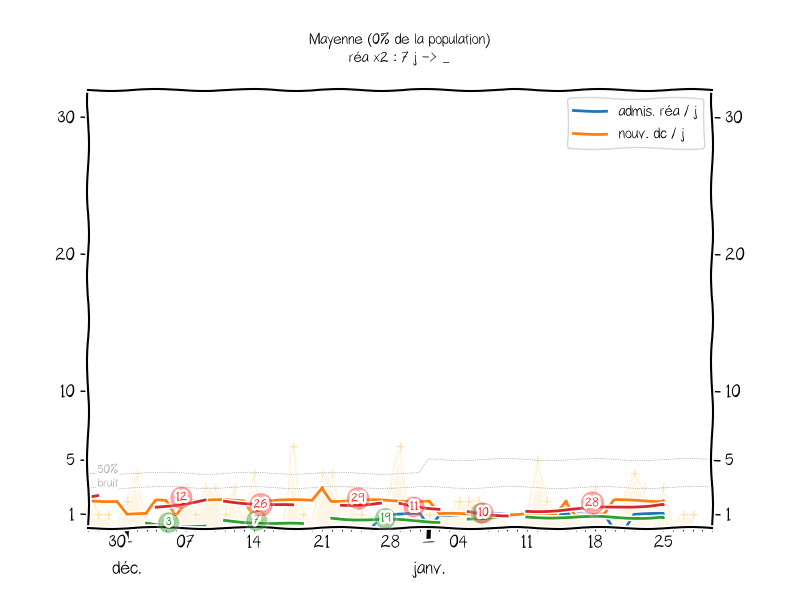 Mayenne (0% de la population)
réa x2 : 7 j -> _
admis. réa / j
nouv. dc / j
30
30
20
20
10
10
5
5
1
1
50%
bruit
12
26
29
11
10
28
3
7
19
30 07 14 21 28 04 11 18 25
déc. janv.